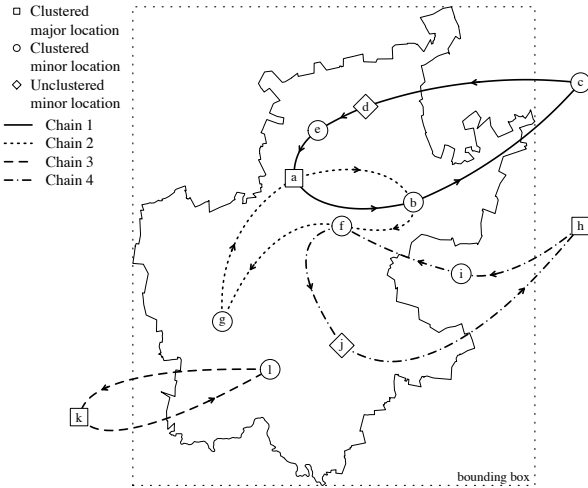 Clustered
major location
Clustered
minor location
Unclustered
minor location
Chain 1
Chain 2
Chain 3
Chain 4
c
d
e
a
b
f
h
i
g
j
l
k
bounding box